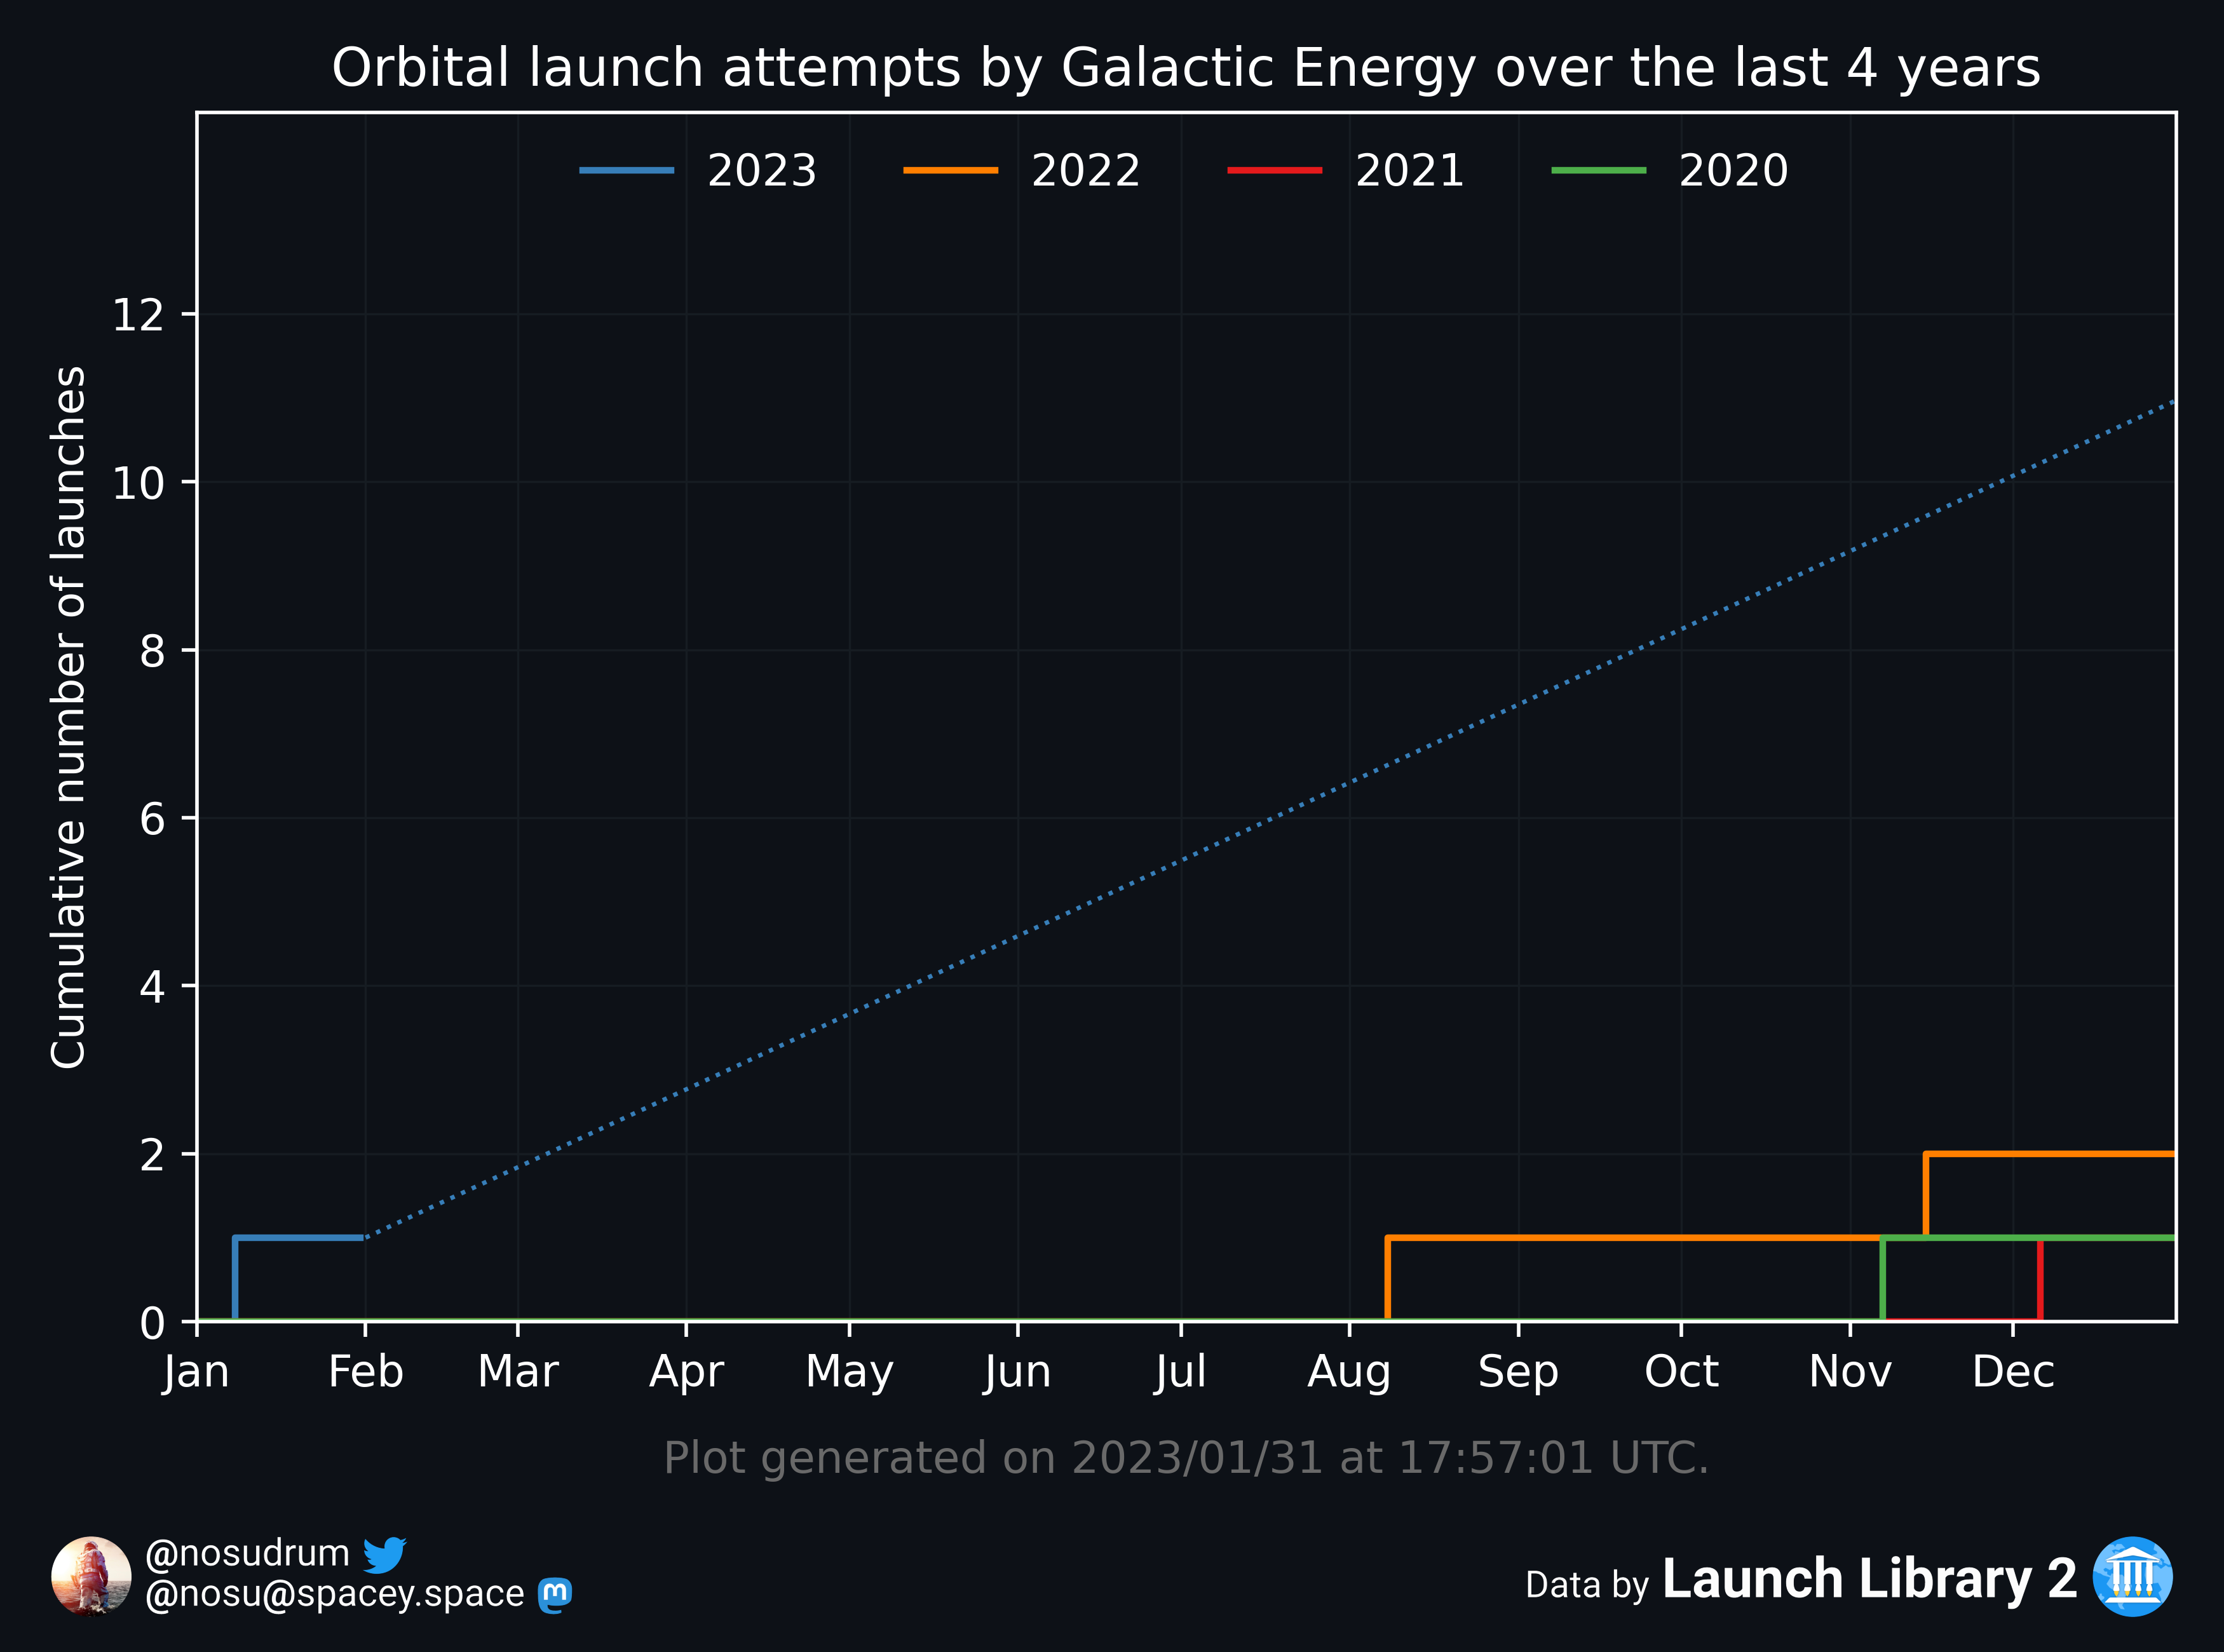 Orbital launch attempts by Galactic Energy over the last 4 years
2023 2022 2021 2020
Cumulative number of launches
12
10
8
6
4
2
0
Jan Feb Mar Apr May Jun Jul Aug Sep Oct Nov Dec
Plot generated on 2023/01/31 at 17:57:01 UTC.
@nosudrum
@nosu@spacey.space
Data by Launch Library 2